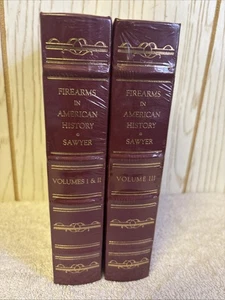 FIREARMS
IN
AMERICAN
HISTORY
SAWYER
VOLUMES I & II
FIREARMS
IN
AMERICAN
HISTORY
SAWYER
VOLUME III